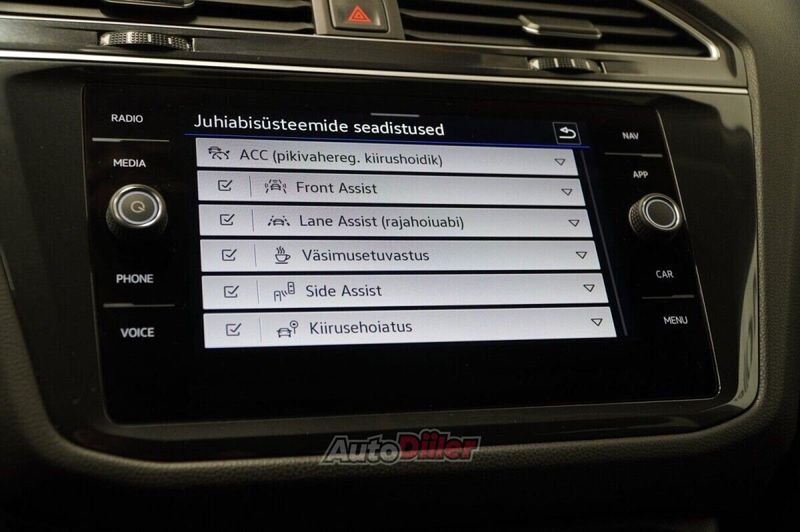 RADIO
MEDIA
PHONE
VOICE
Juhiabisüsteemide seadistused
ACC (pikivahereg. kiirushoidik)
Front Assist
Lane Assist (rajahoiuabi)
Väsimusetuvastus
Side Assist
Kiirusehoiatus
NAV
APP
CAR
MENU
AutoDiiler